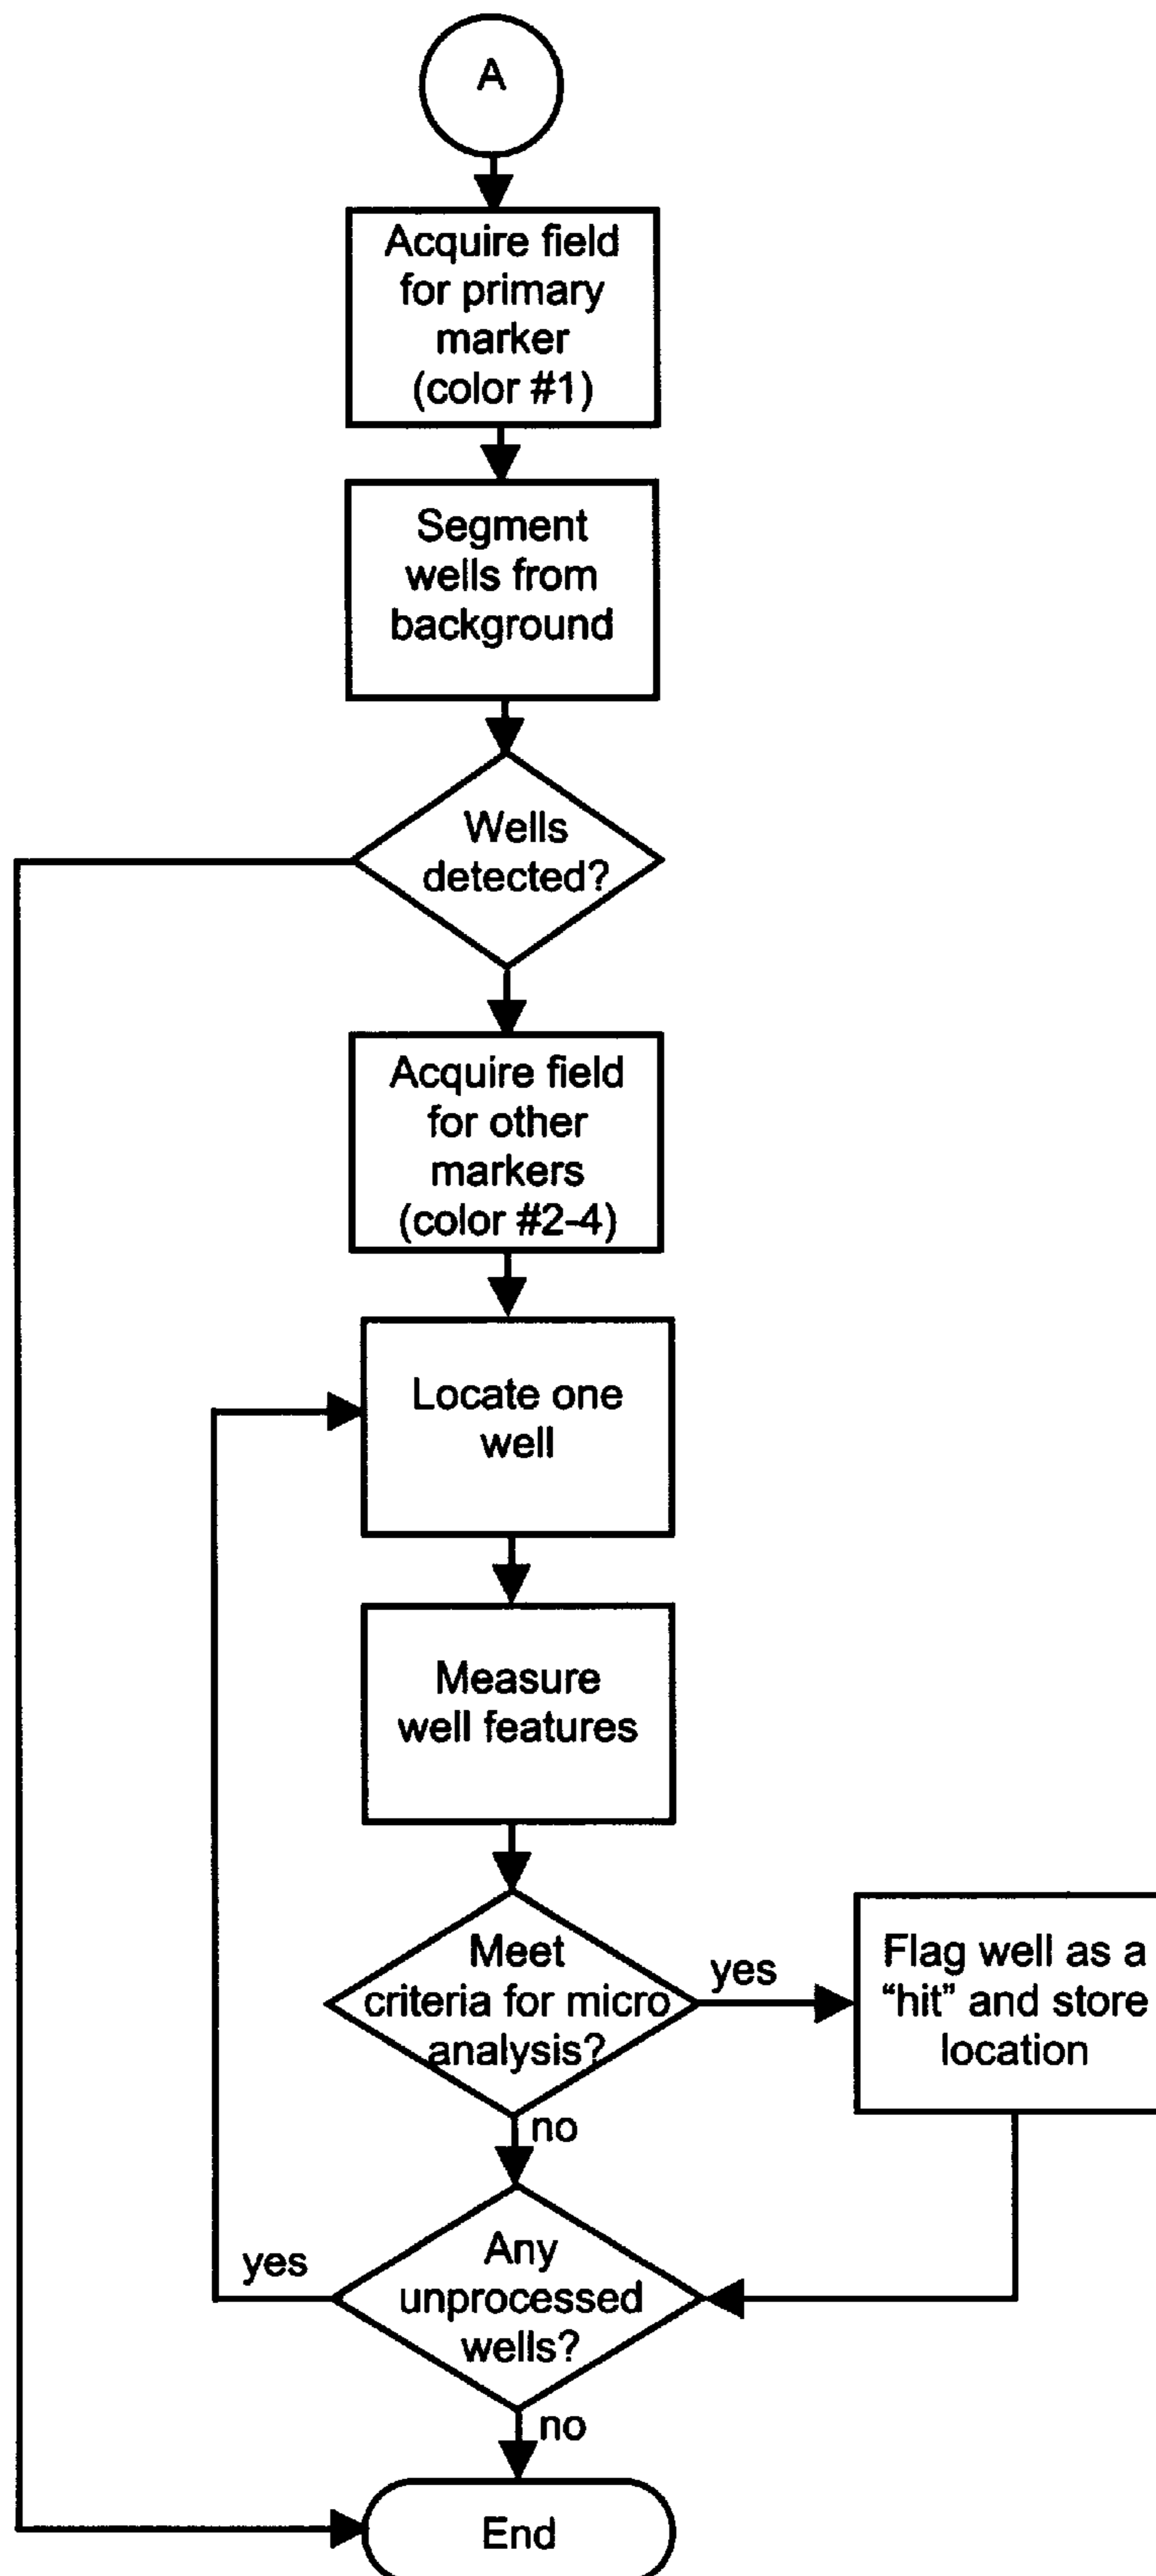 A
Acquire field
for primary
marker
(color #1)
Segment
wells from
background
Wells
detected?
Acquire field
for other
markers
(color #2-4)
Locate one
well
Measure
well features
Meet
criteria for micro
analysis?
yes
Flag well as a
“hit” and store
location
no
Any
unprocessed
wells?
yes
no
End